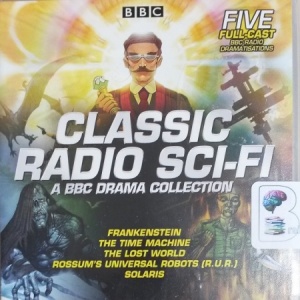 BBC
FIVE
FULL-CAST
BBC RADIO
DRAMATISATIONS
CLASSIC
RADIO SCI-FI
A BBC DRAMA COLLECTION
FRANKENSTEIN
THE TIME MACHINE
THE LOST WORLD
ROSSUM'S UNIVERSAL ROBOTS (R.U.R.)
SOLARIS